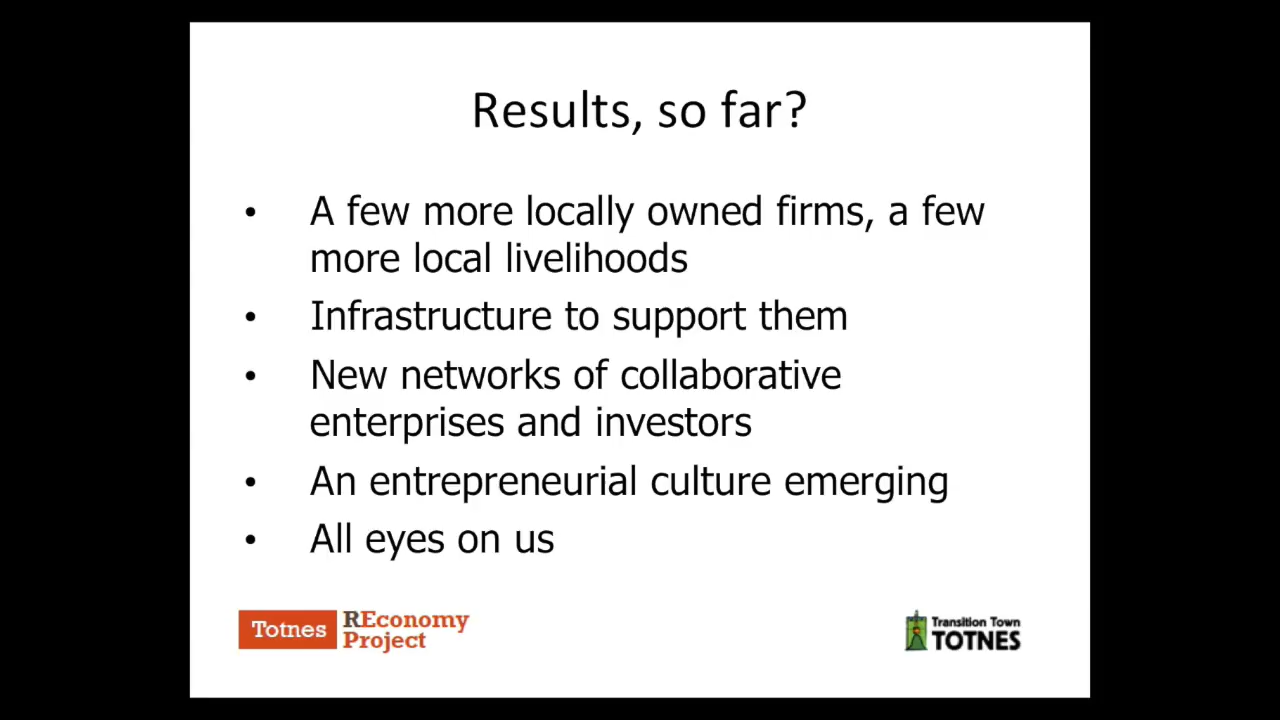 Results, so far?
• A few more locally owned firms, a few
more local livelihoods
• Infrastructure to support them
• New networks of collaborative
enterprises and investors
• An entrepreneurial culture emerging
• All eyes on us
Totnes REconomy
Project
Transition Town
TOTNES